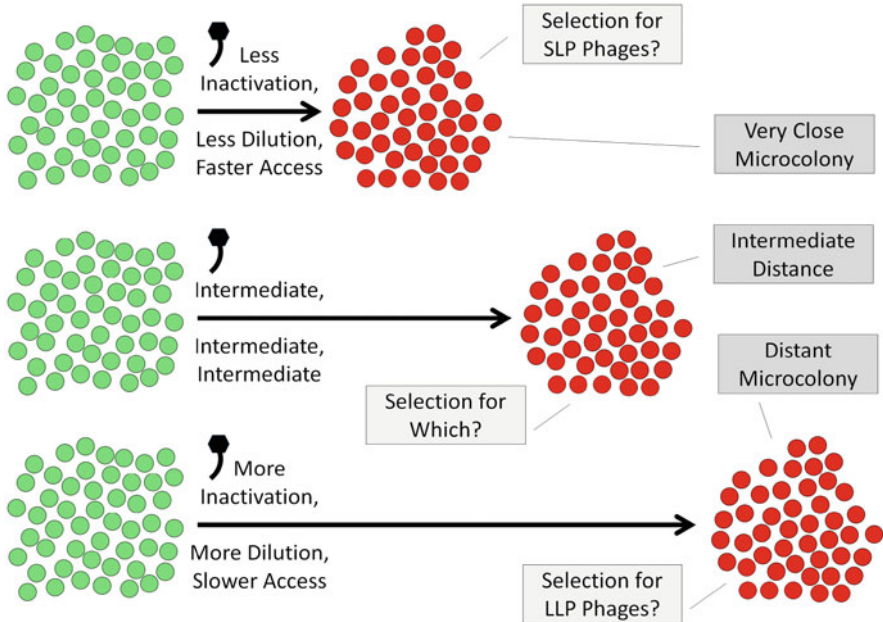 Less
Inactivation,
Less Dilution,
Faster Access
Selection for
SLP Phages?
Very Close
Microcolony
Intermediate,
Intermediate,
Intermediate
Intermediate
Distance
Selection for
Which?
Distant
Microcolony
More
Inactivation,
More Dilution,
Slower Access
Selection for
LLP Phages?